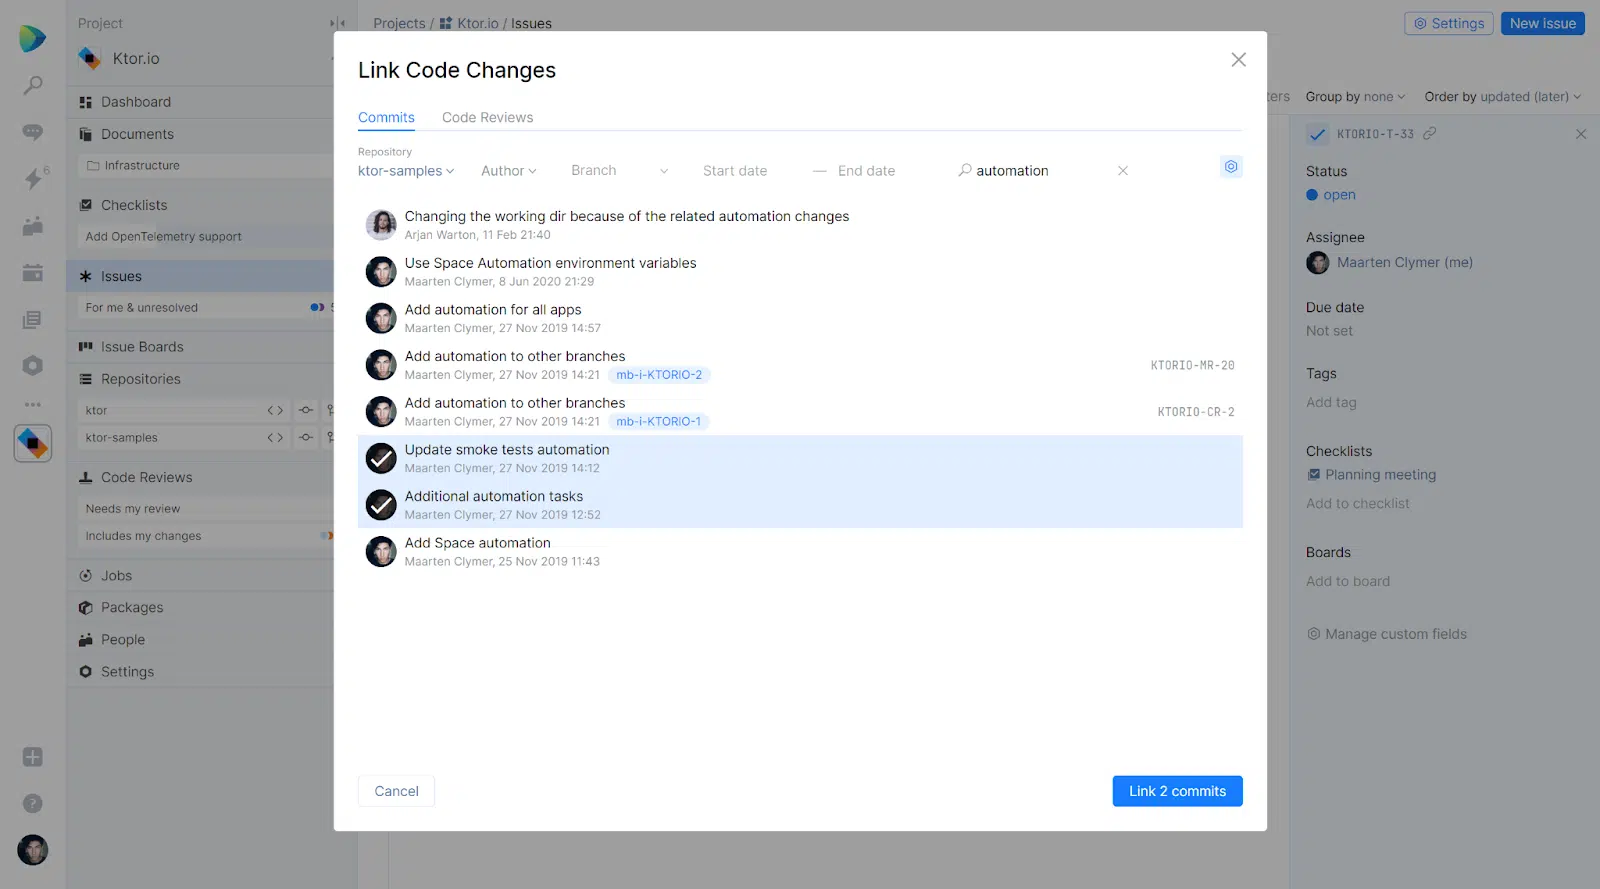 Project
Ktor.io
Dashboard
Documents
Infrastructure
Checklists
Add OpenTelemetry support
6
Issues
For me & unresolved
Issue Boards
Repositories
ktor
ktor-samples
Code Reviews
Needs my review
Includes my changes
Jobs
Packages
People
Settings
Projects / Ktor.io / Issues
Settings
New issue
Group by none
Order by updated (later)
Link Code Changes
Commits
Code Reviews
Repository
ktor-samples
Author
Branch
Start date
— End date
automation
Changing the working dir because of the related automation changes
Arjan Warton, 11 Feb 21:40
Use Space Automation environment variables
Maarten Clymer, 8 Jun 2020 21:29
Add automation for all apps
Maarten Clymer, 27 Nov 2019 14:57
Add automation to other branches
Maarten Clymer, 27 Nov 2019 14:21 mb-i-KTORIO-2
KTORIO-MR-20
Add automation to other branches
Maarten Clymer, 27 Nov 2019 14:21 mb-i-KTORIO-1
KTORIO-CR-2
Update smoke tests automation
Maarten Clymer, 27 Nov 2019 14:12
Additional automation tasks
Maarten Clymer, 27 Nov 2019 12:52
Add Space automation
Maarten Clymer, 25 Nov 2019 11:43
Cancel
Link 2 commits
KTORIO-T-33
Status
open
Assignee
Maarten Clymer (me)
Due date
Not set
Tags
Add tag
Checklists
Planning meeting
Add to checklist
Boards
Add to board
Manage custom fields